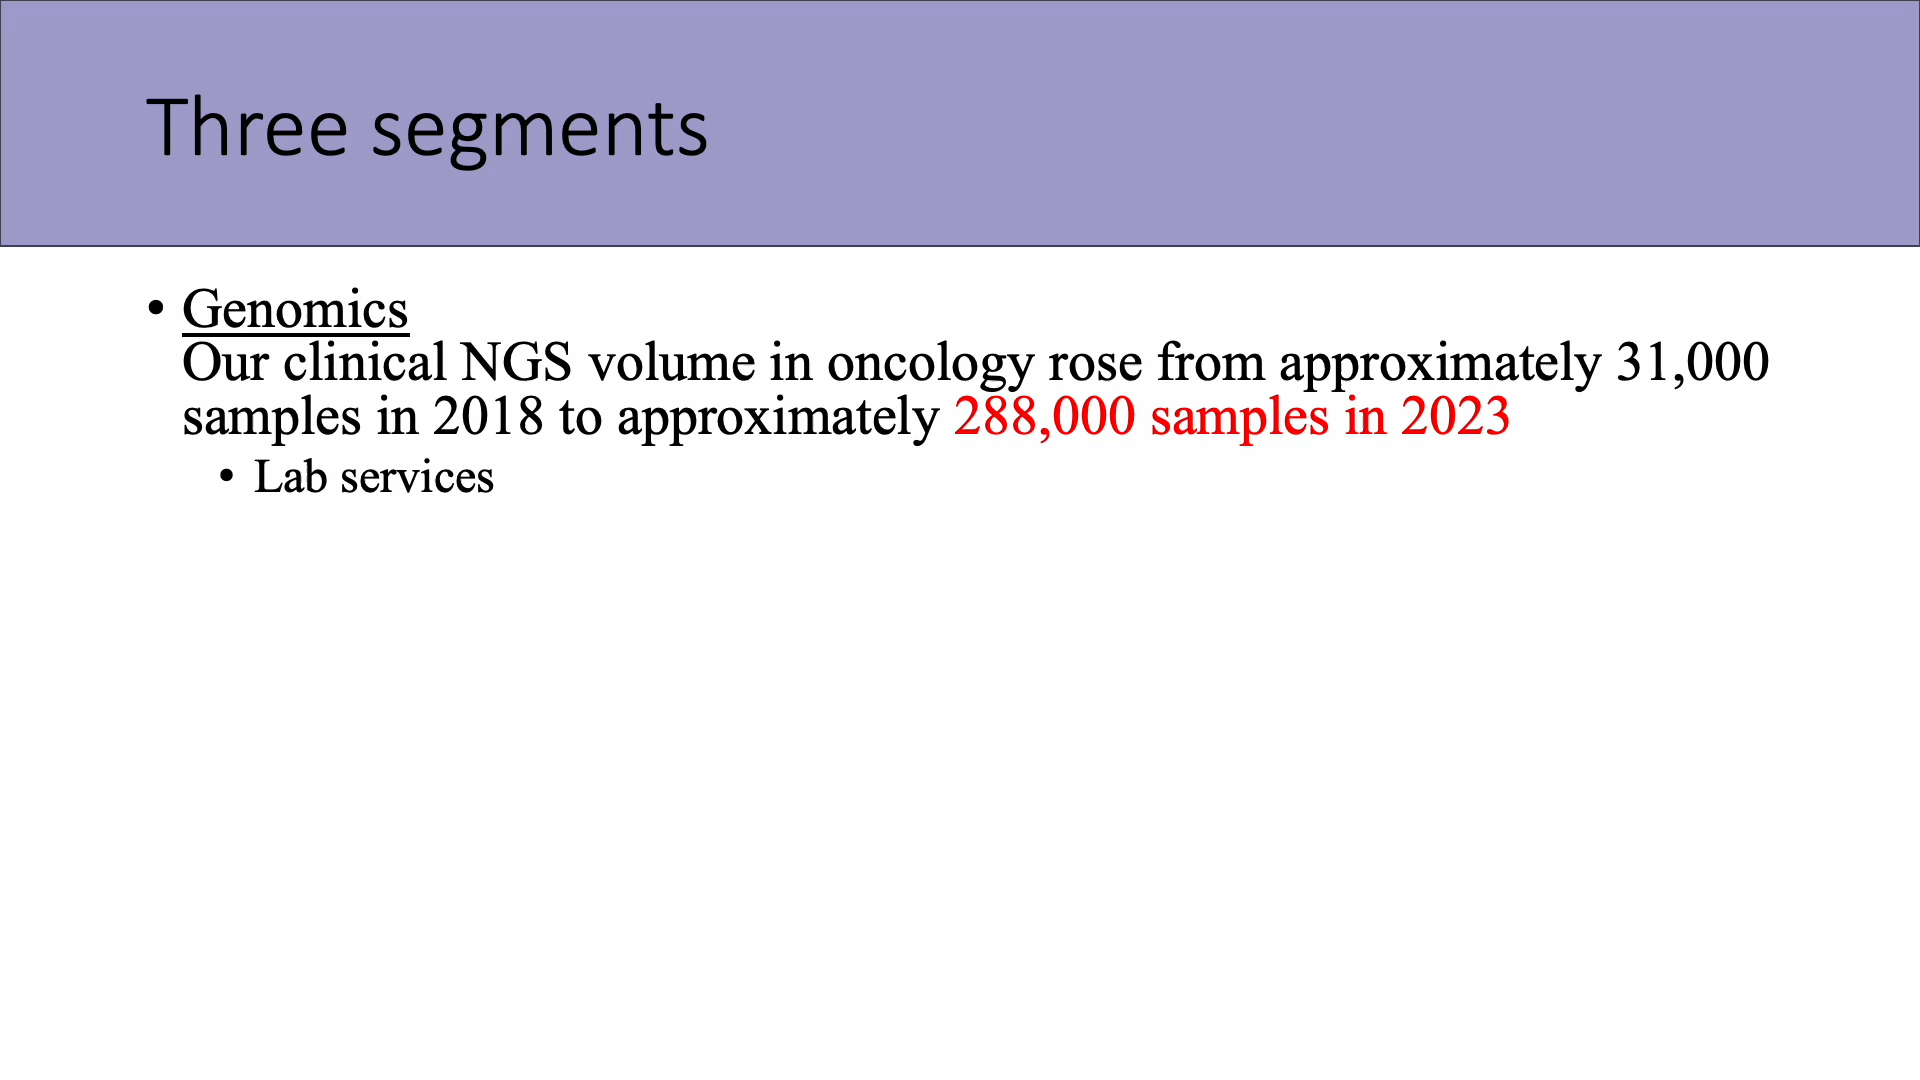 Three segments
• Genomics
Our clinical NGS volume in oncology rose from approximately 31,000
samples in 2018 to approximately 288,000 samples in 2023
• Lab services